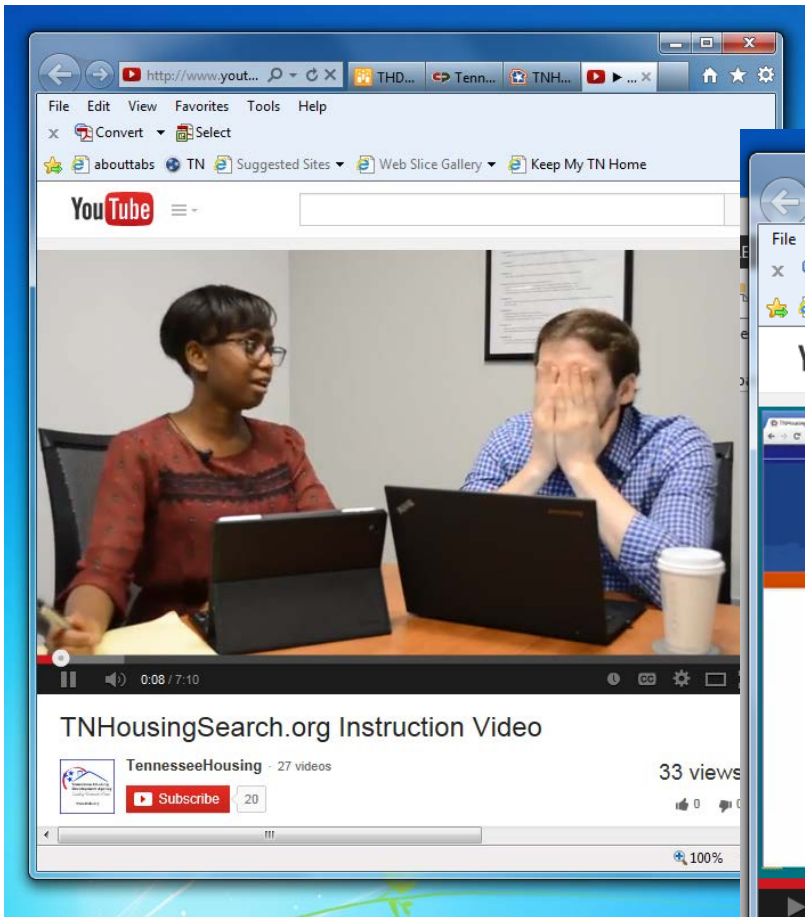 http://www.yout... THD... Tenn... TNH... ...
File Edit View Favorites Tools Help
x Convert Select
abouttabs TN Suggested Sites Web Slice Gallery Keep My TN Home
YouTube
File
x
Y
0:08 / 7:10
CC
TNHousingSearch.org Instruction Video
TennesseeHousing · 27 videos
Subscribe 20
33 views
0
100%